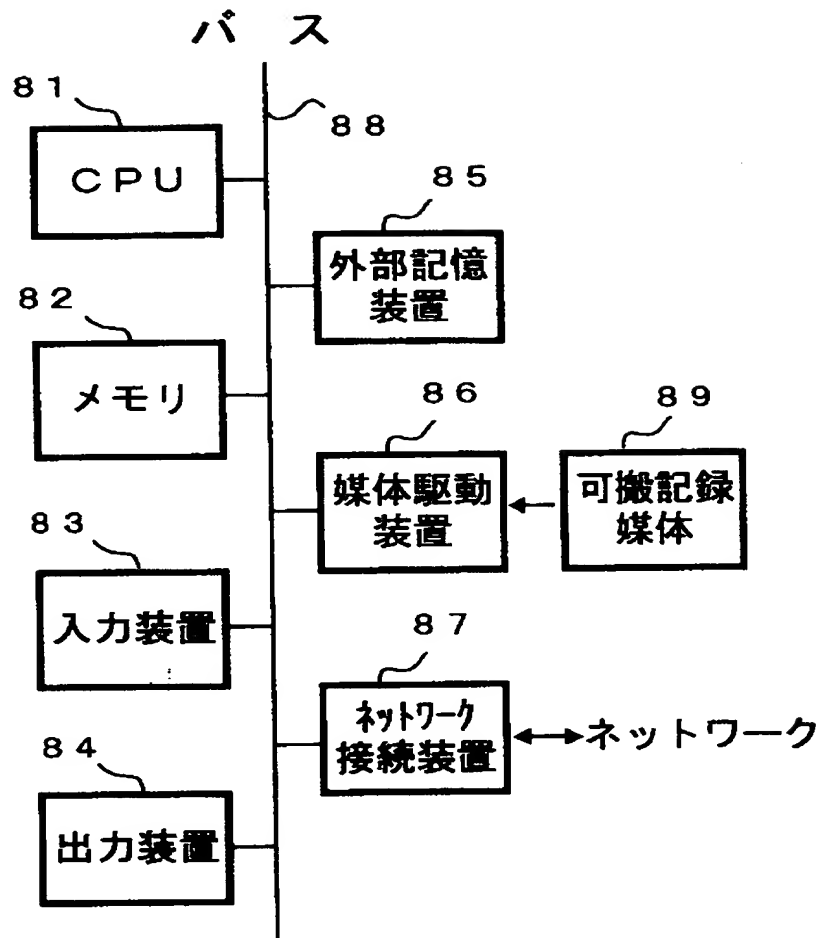 バス
81
88
CPU
85
外部記憶
装置
82
メモリ
86
89
媒体駆動
装置
可搬記録
媒体
83
入力装置
87
ネットワーク
接続装置
ネットワーク
84
出力装置